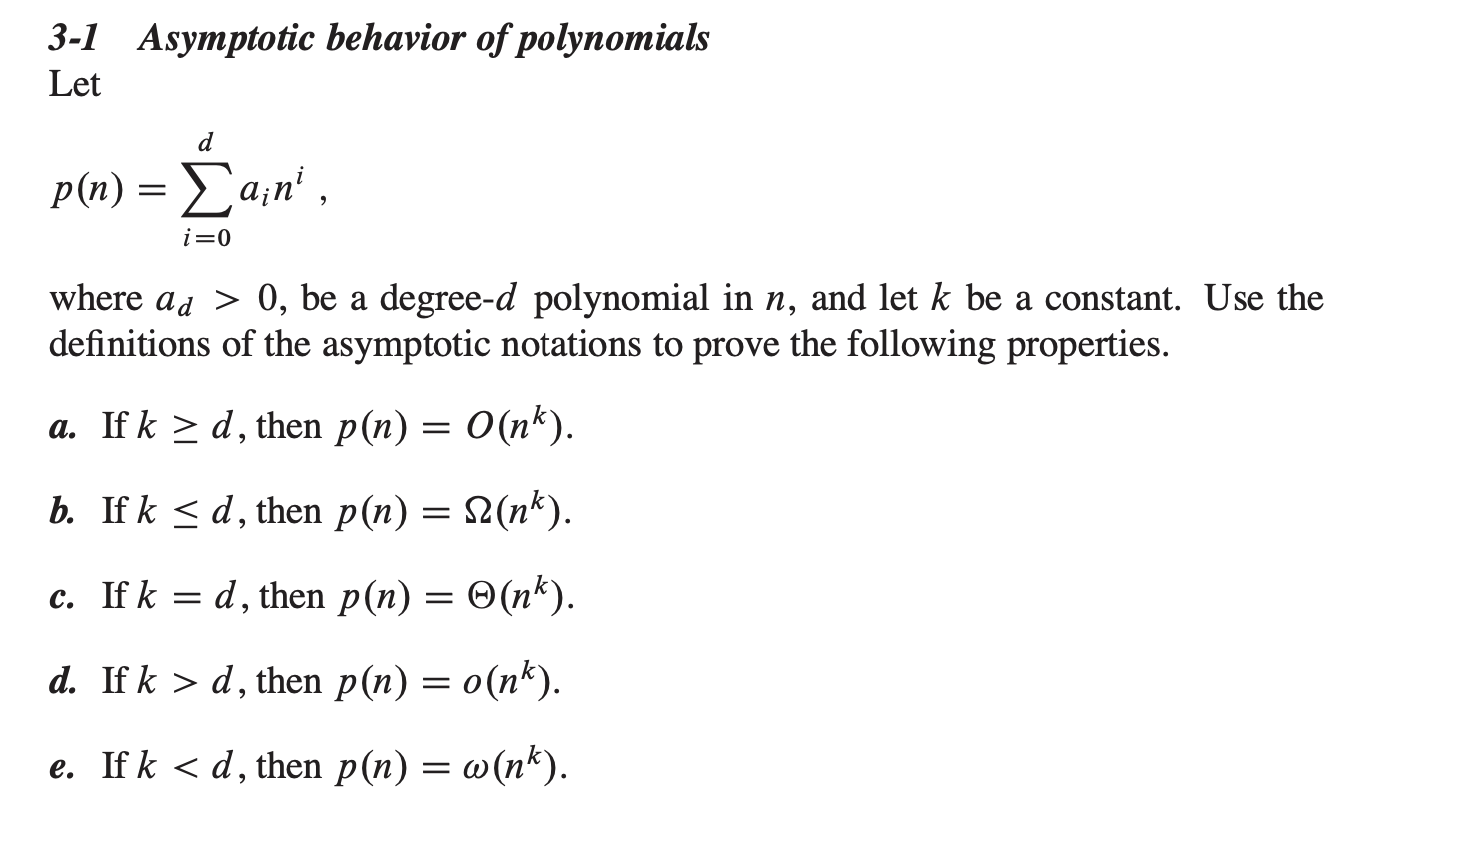 3-1 Asymptotic behavior of polynomials
Let
p(n) = \sum_{i=0}^{d} a_i n^i ,
where a_d > 0, be a degree-d polynomial in n, and let k be a constant. Use the
definitions of the asymptotic notations to prove the following properties.
a. If k ≥ d, then p(n) = O(n^k).
b. If k ≤ d, then p(n) = Ω(n^k).
c. If k = d, then p(n) = Θ(n^k).
d. If k > d, then p(n) = o(n^k).
e. If k < d, then p(n) = ω(n^k).